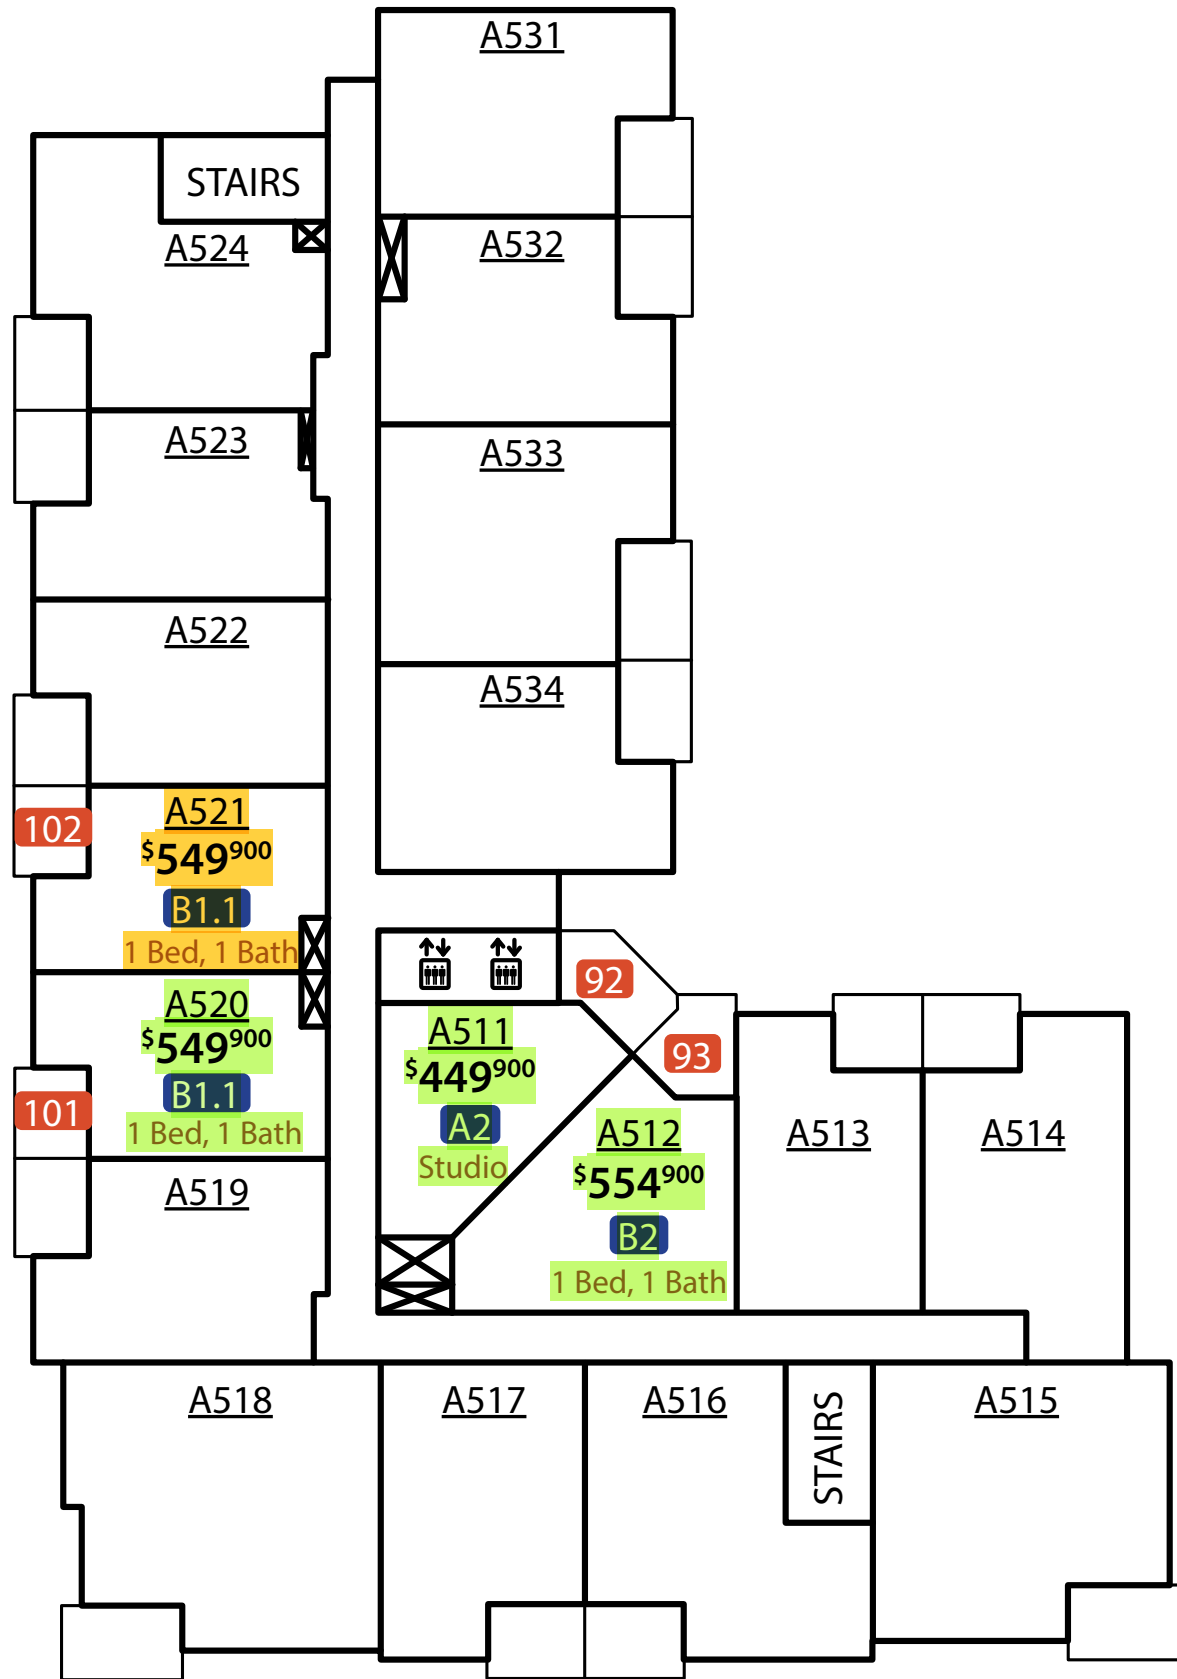 A531
STAIRS
A524
A532
A523
A533
A522
A534
A521
$549900
102
B1.1
1 Bed, 1 Bath
A520
$549900
101
B1.1
1 Bed, 1 Bath
A519
92
93
A511
$449900
A2
Studio
A512
$554900
B2
1 Bed, 1 Bath
A513
A514
A518
A517
A516
STAIRS
A515